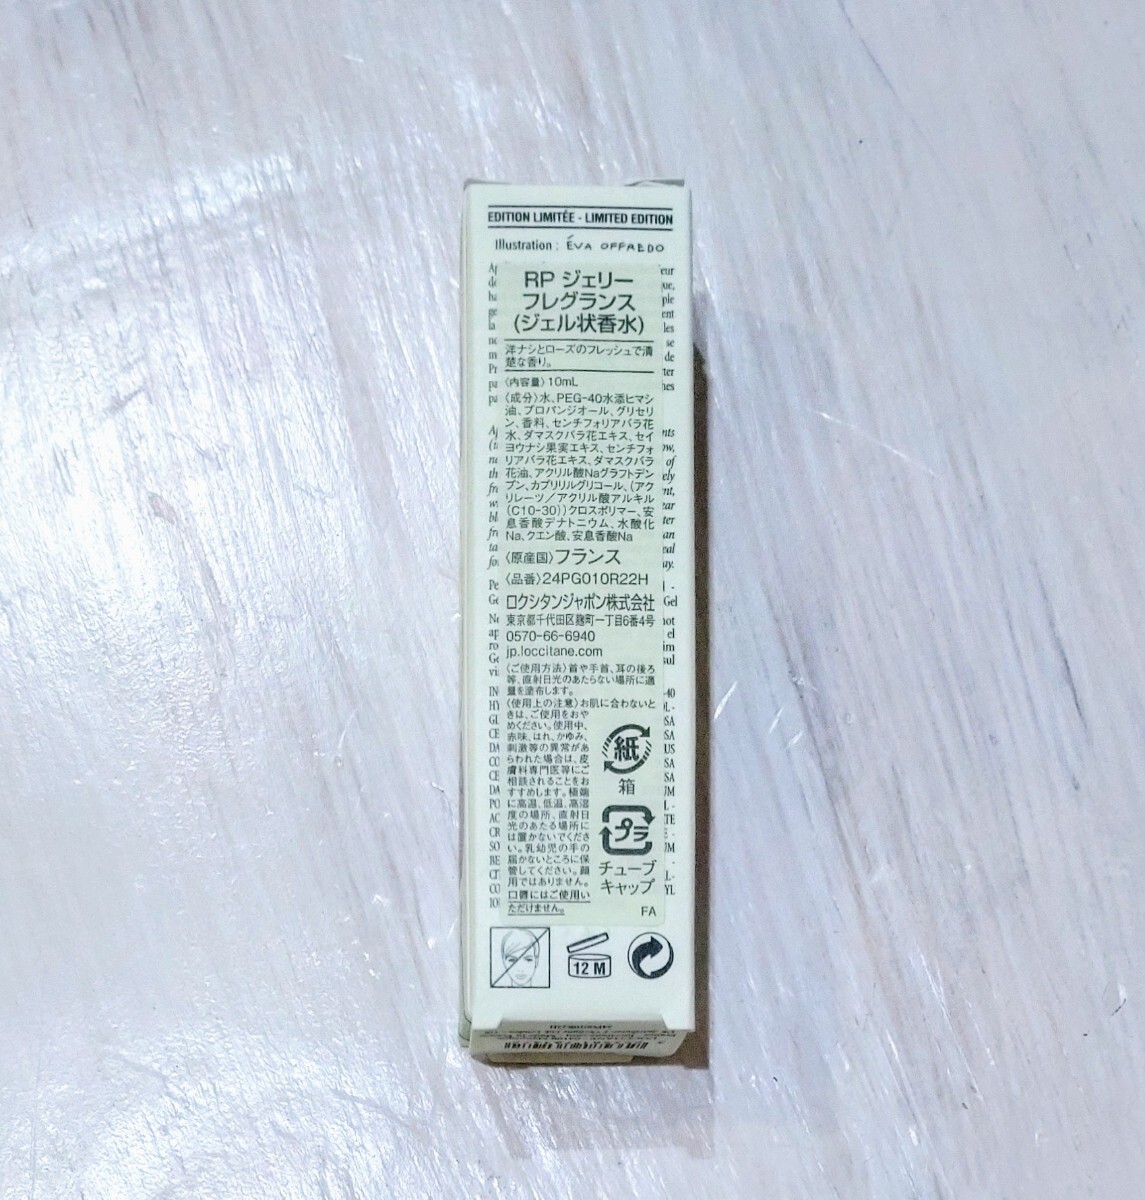 EDITION LIMITÉE - LIMITED EDITION
Illustration : ÉVA OFFREDO
RP ジェリー
フレグランス
(ジェル状香水)
洋ナシとローズのフレッシュで清
楚な香り。
〈内容量〉10mL
〈成分〉水、PEG-40水添ヒマシ
油、プロパンジオール、グリセリ
ン、香料、センチフォリアバラ花
水、ダマスクバラ花エキス、セイ
ヨウナシ果実エキス、センチフォ
リアバラ花エキス、ダマスクバラ
花油、アクリル酸Naグラフトデン
プン、カプリリルグリコール、(アク
リレーツ／アクリル酸アルキル
(C10-30))クロスポリマー、安
息香酸デナトニウム、水酸化
Na、クエン酸、安息香酸Na
〈原産国〉フランス
〈品番〉24PG010R22H
ロクシタンジャポン株式会社
東京都千代田区麹町一丁目6番4号
0570-66-6940
jp.loccitane.com
〈ご使用方法〉首や手首、耳の後ろ
等、直射日光のあたらない場所に適
量を塗布します。
〈使用上の注意〉お肌に合わないと
きは、ご使用をおや
めください。使用中、
赤味、はれ、かゆみ、
刺激等の異常があ
らわれた場合は、皮
膚科専門医等にご
相談されることをお
すすめします。極端
に高温、低温、高湿
度の場所、直射日
光のあたる場所に
は置かないでくださ
い。乳幼児の手の
届かないところに保
管してください。顔
用ではありません。
口唇にはご使用い
ただけません。
紙
箱
プラ
チューブ
キャップ
FA
12 M